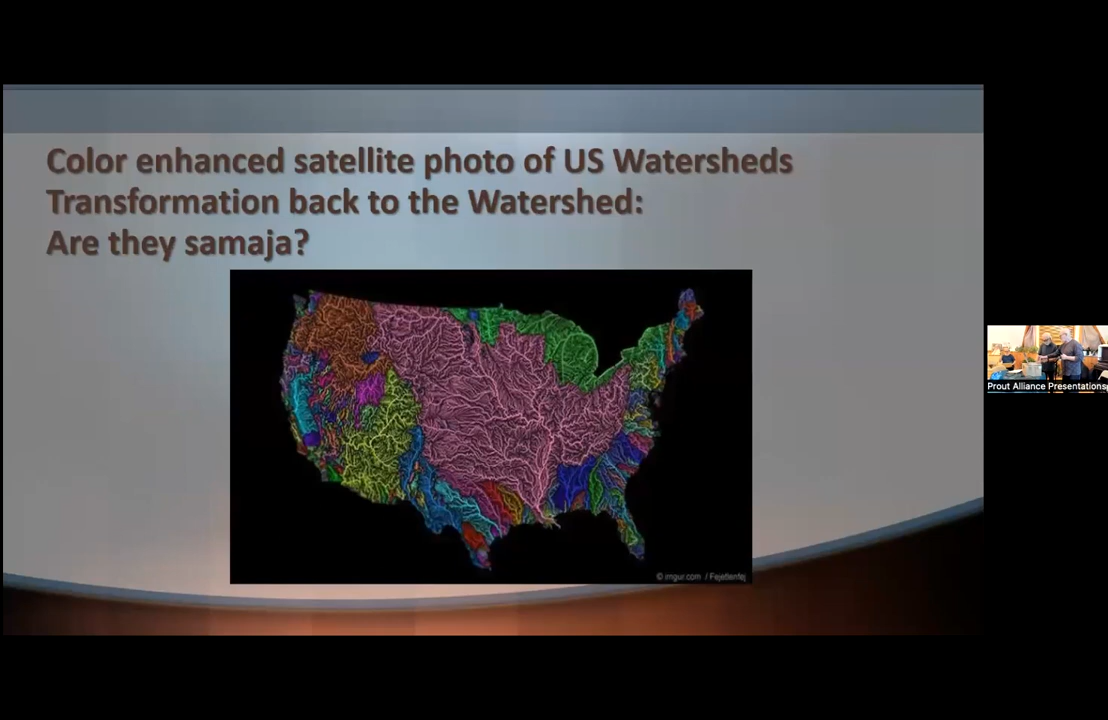 Color enhanced satellite photo of US Watersheds
Transformation back to the Watershed:
Are they samaja?
© imgur.com / Fejetlenfej
Prout Alliance Presentations